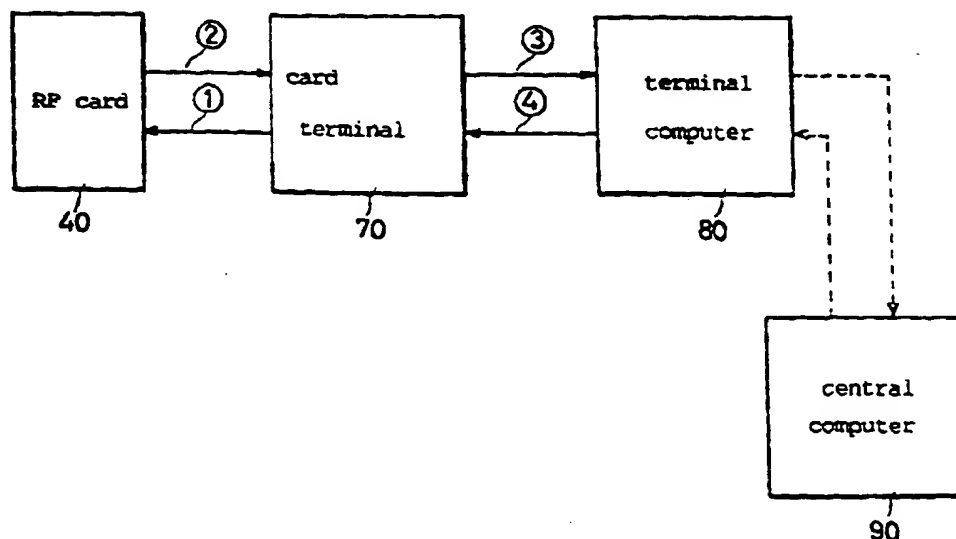 ②
③
RF card
card
terminal
①
④
terminal
computer
40
70
80
central
computer
90